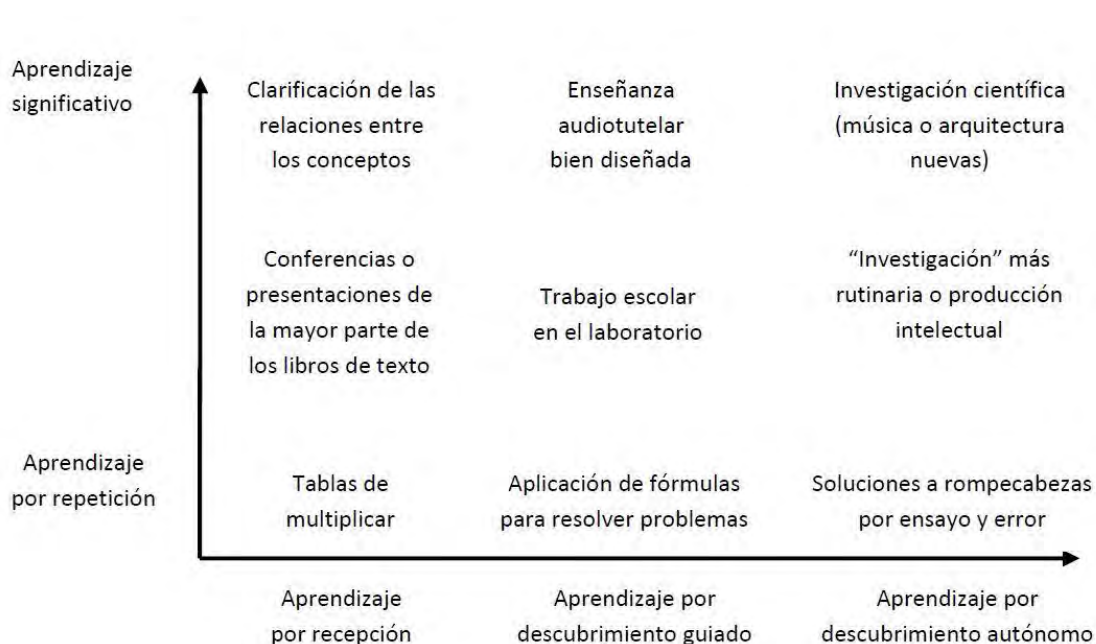 Aprendizaje
significativo
Clarificación de las
relaciones entre
los conceptos
Enseñanza
audiotutelar
bien diseñada
Investigación científica
(música o arquitectura
nuevas)
Conferencias o
presentaciones de
la mayor parte de
los libros de texto
Trabajo escolar
en el laboratorio
“Investigación” más
rutinaria o producción
intelectual
Aprendizaje
por repetición
Tablas de
multiplicar
Aplicación de fórmulas
para resolver problemas
Soluciones a rompecabezas
por ensayo y error
Aprendizaje
por recepción
Aprendizaje por
descubrimiento guiado
Aprendizaje por
descubrimiento autónomo